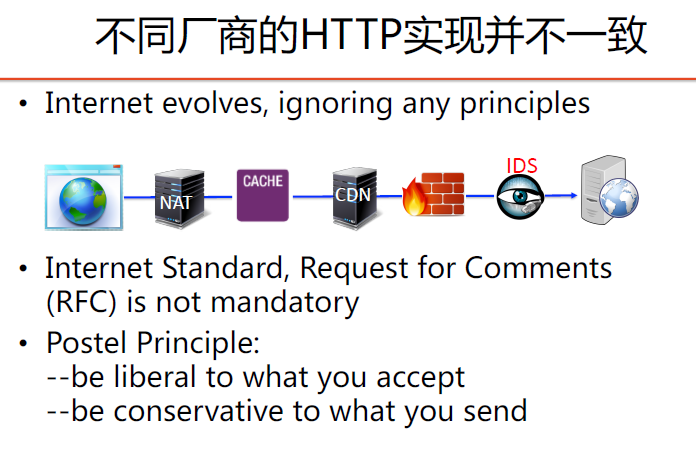 不同厂商的HTTP实现并不一致
• Internet evolves, ignoring any principles
NAT
CACHE
CDN
IDS
• Internet Standard, Request for Comments
(RFC) is not mandatory
• Postel Principle:
--be liberal to what you accept
--be conservative to what you send